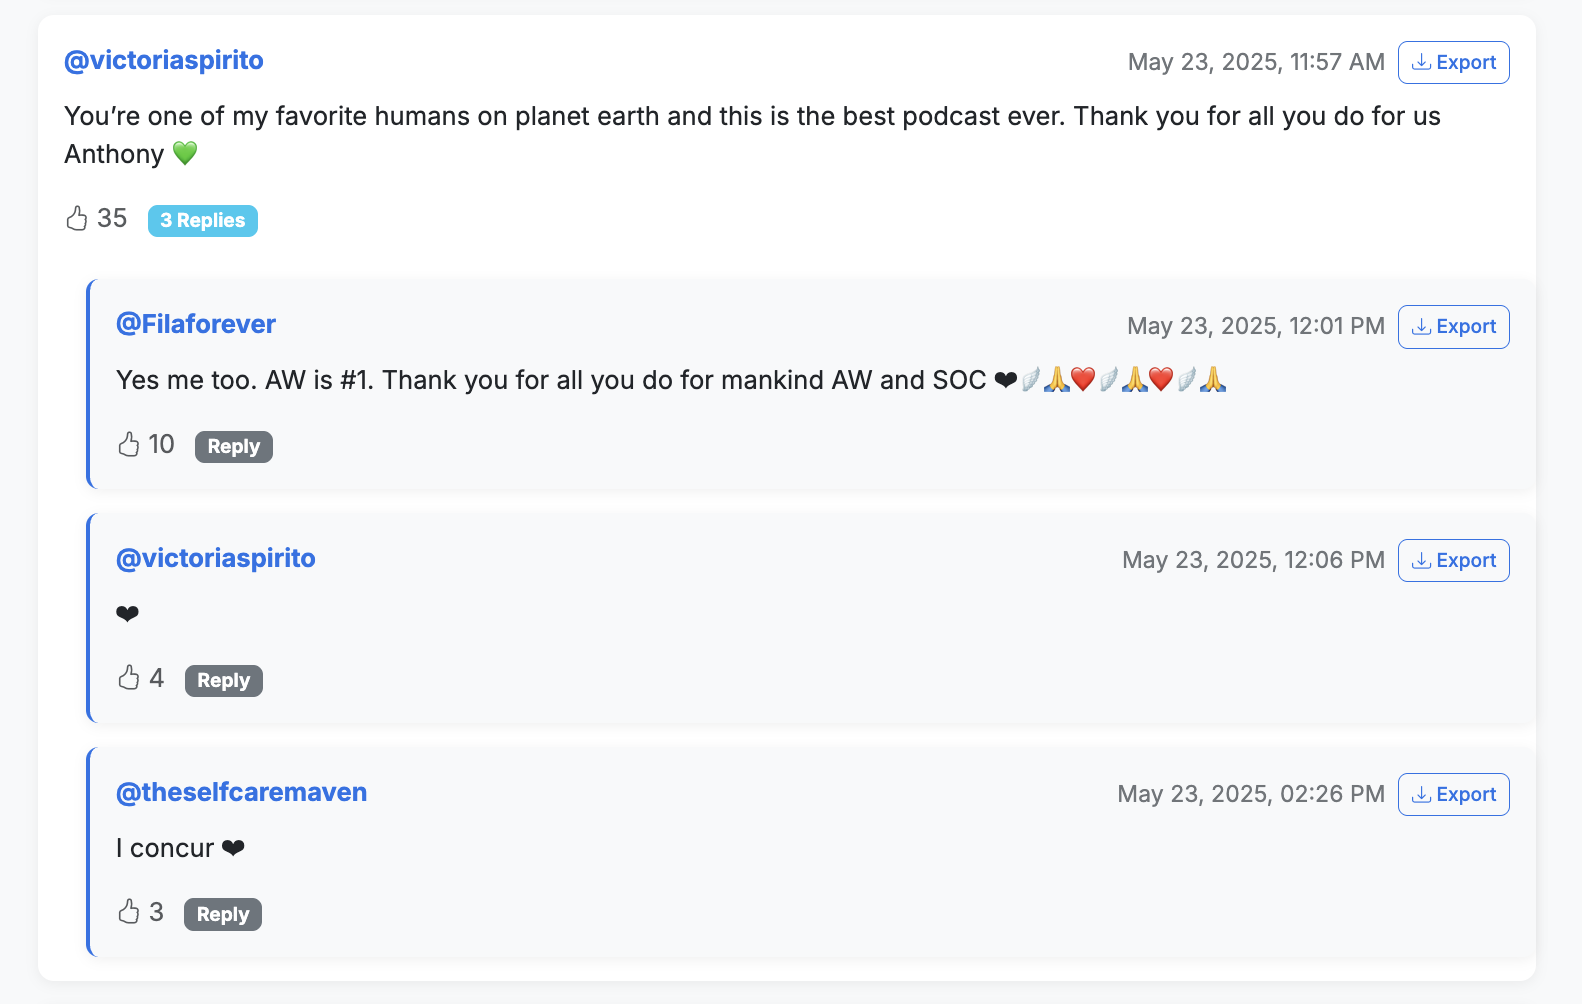 @victoriaspirito
May 23, 2025, 11:57 AM
Export
You’re one of my favorite humans on planet earth and this is the best podcast ever. Thank you for all you do for us
Anthony 💚
35
3 Replies
@Filaforever
May 23, 2025, 12:01 PM
Export
Yes me too. AW is #1. Thank you for all you do for mankind AW and SOC ❤🪽🙏❤️🪽🙏❤️🪽🙏
10
Reply
@victoriaspirito
May 23, 2025, 12:06 PM
Export
❤
4
Reply
@theselfcaremaven
May 23, 2025, 02:26 PM
Export
I concur ❤
3
Reply